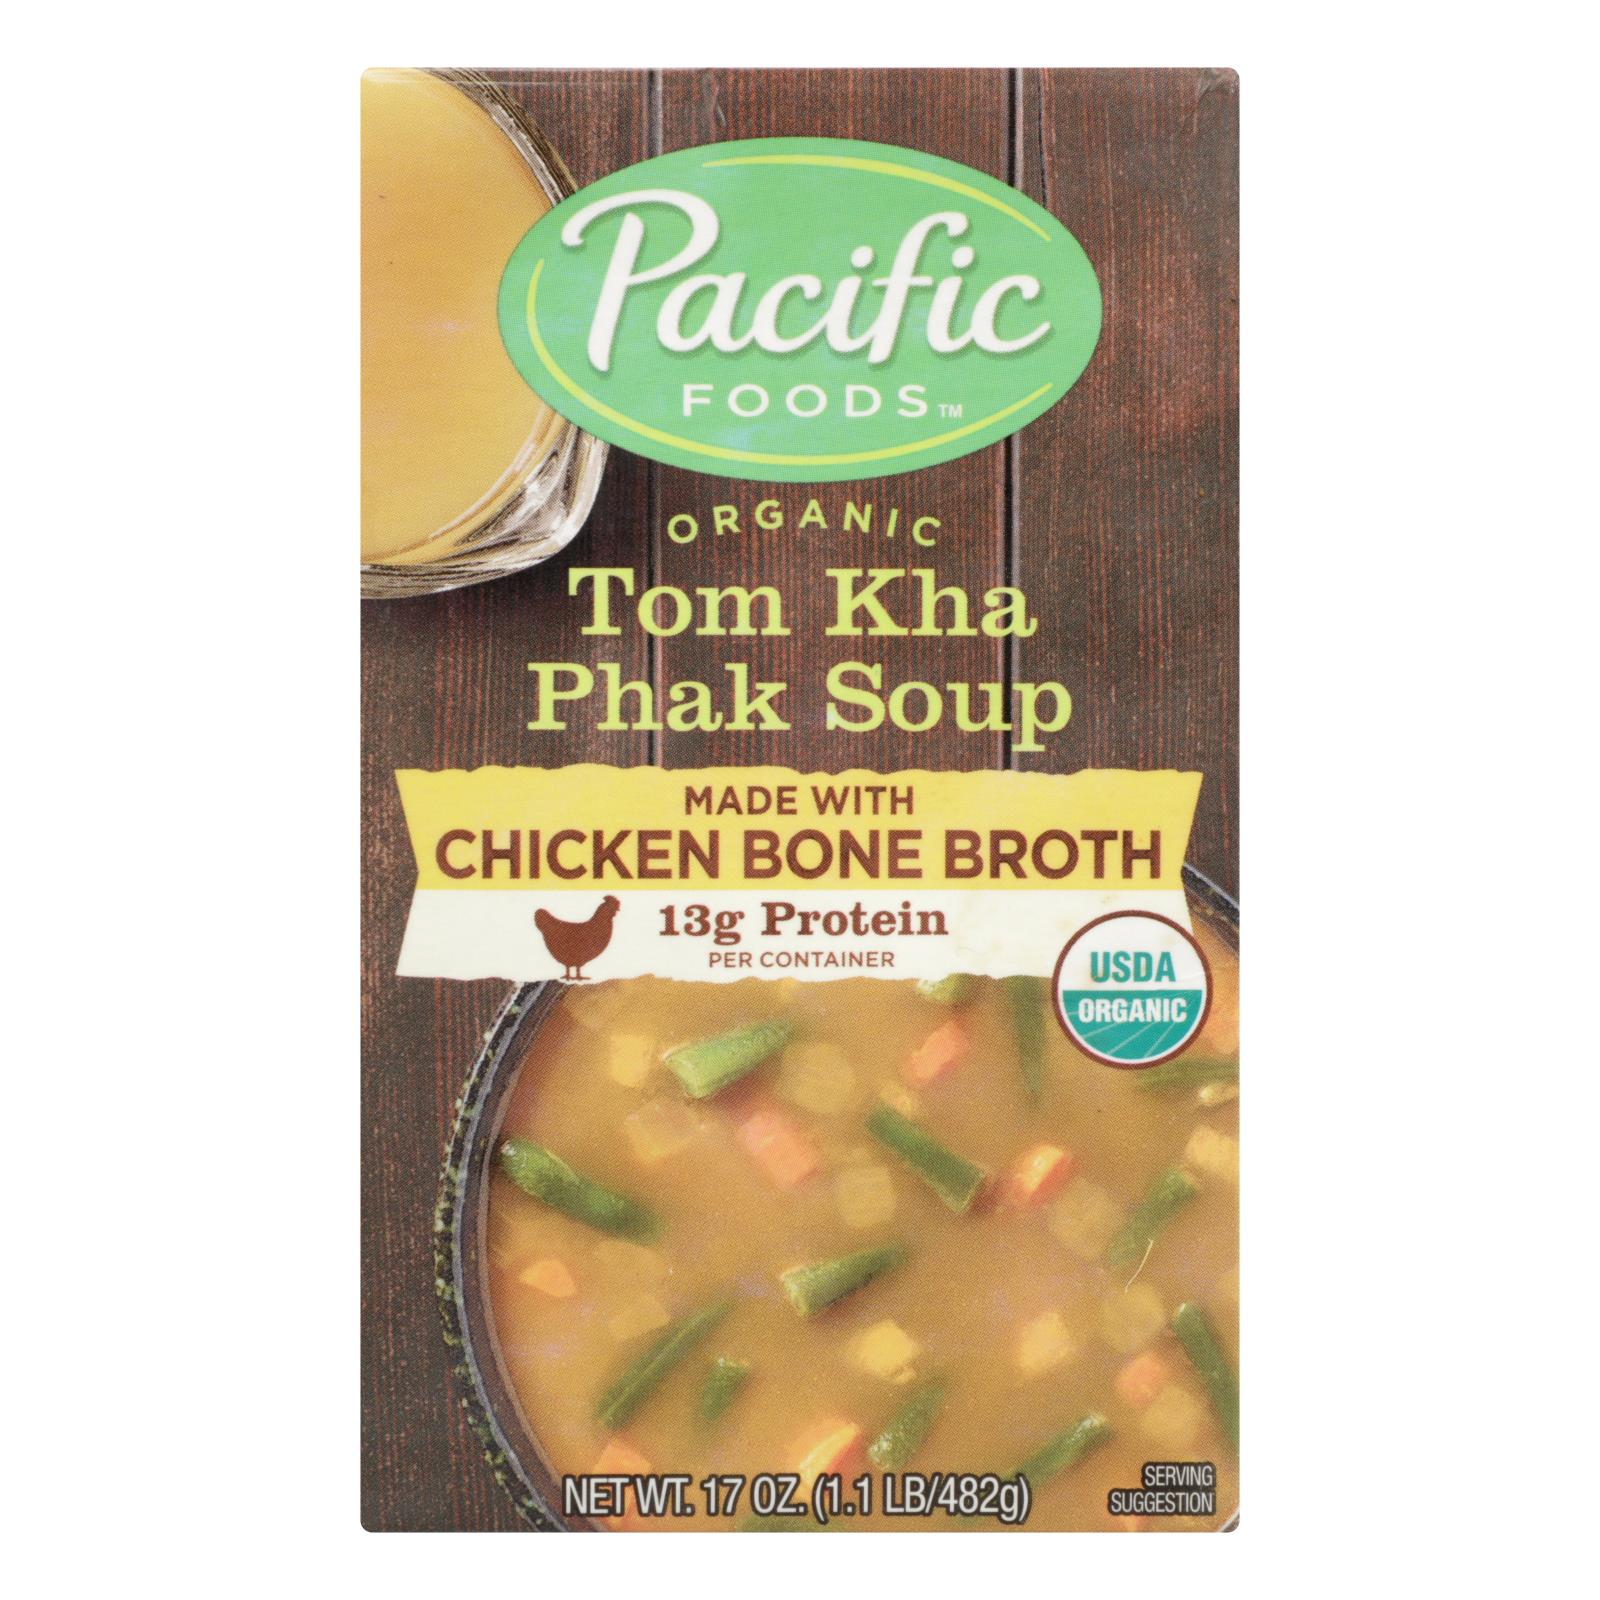 Pacific
FOODS™
ORGANIC
Tom Kha
Phak Soup
MADE WITH
CHICKEN BONE BROTH
13g Protein
PER CONTAINER
USDA
ORGANIC
NET WT. 17 OZ. (1.1 LB/482g)
SERVING
SUGGESTION